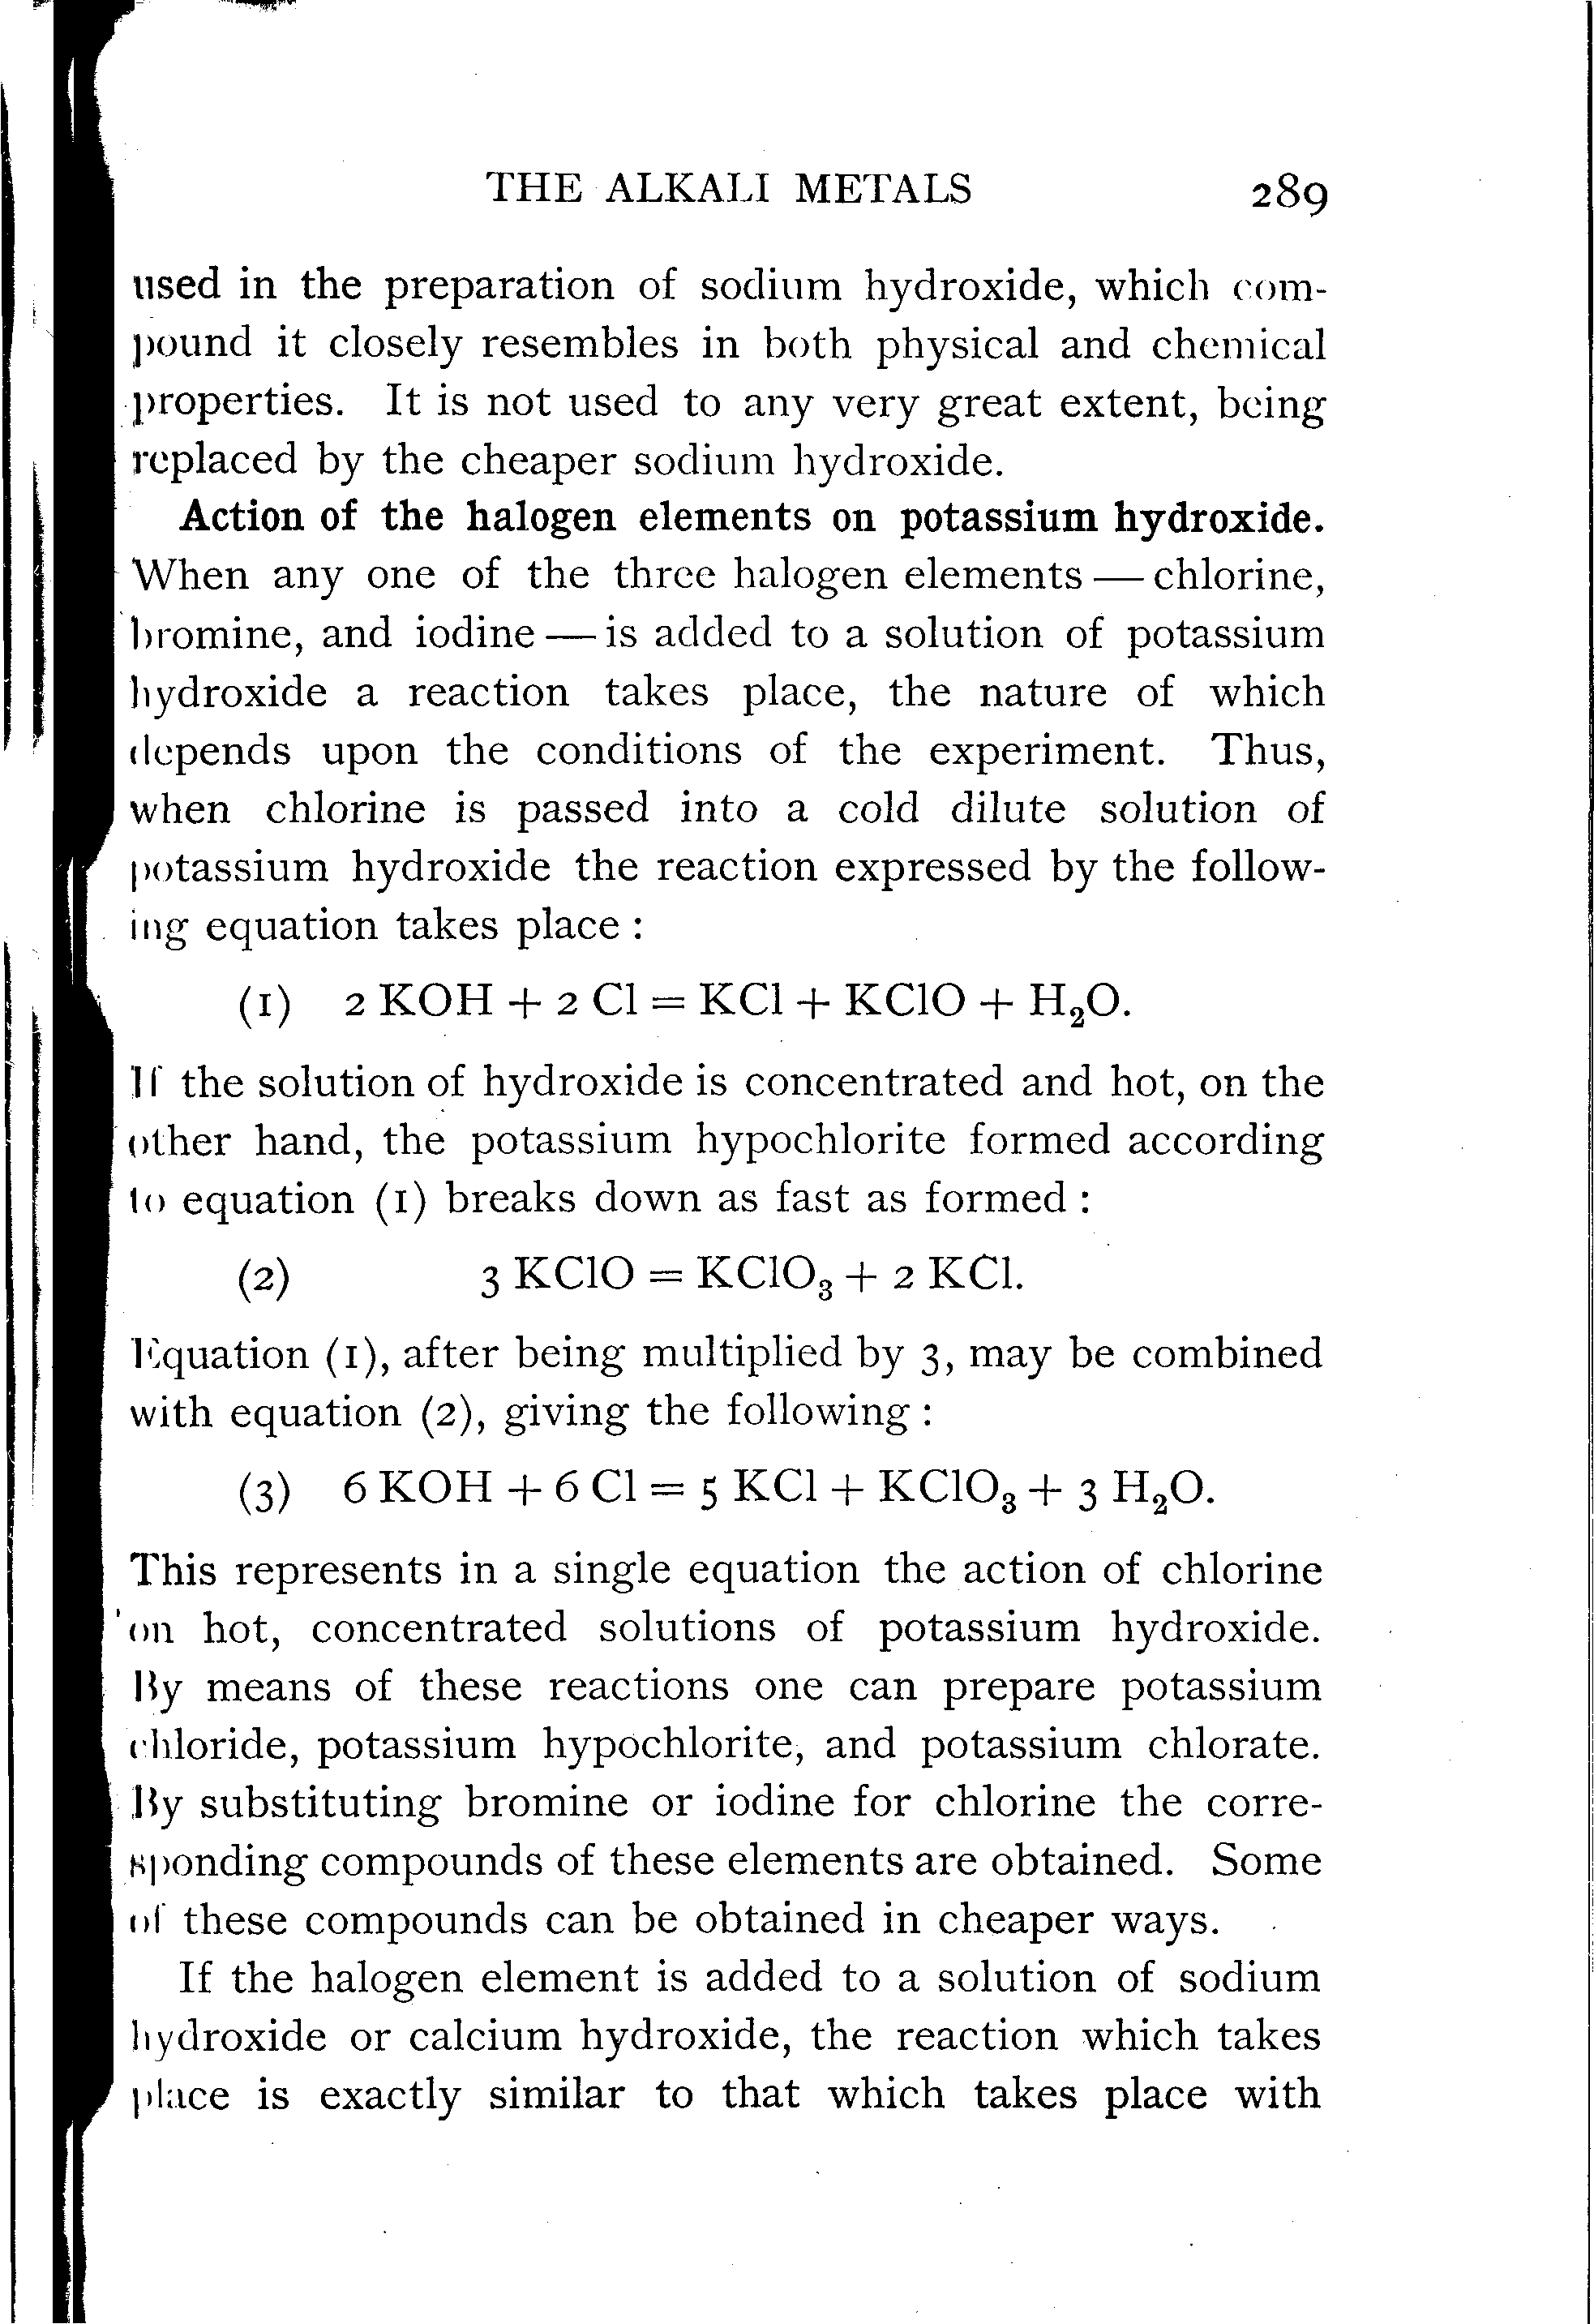 THE ALKALI METALS 289
used in the preparation of sodium hydroxide, which com-
pound it closely resembles in both physical and chemical
properties. It is not used to any very great extent, being
replaced by the cheaper sodium hydroxide.
Action of the halogen elements on potassium hydroxide.
When any one of the three halogen elements — chlorine,
bromine, and iodine — is added to a solution of potassium
hydroxide a reaction takes place, the nature of which
depends upon the conditions of the experiment. Thus,
when chlorine is passed into a cold dilute solution of
potassium hydroxide the reaction expressed by the follow-
ing equation takes place :
(1) 2 KOH + 2 Cl = KCl + KClO + H₂O.
If the solution of hydroxide is concentrated and hot, on the
other hand, the potassium hypochlorite formed according
to equation (1) breaks down as fast as formed :
(2) 3 KClO = KClO₃ + 2 KCl.
Equation (1), after being multiplied by 3, may be combined
with equation (2), giving the following :
(3) 6 KOH + 6 Cl = 5 KCl + KClO₃ + 3 H₂O.
This represents in a single equation the action of chlorine
on hot, concentrated solutions of potassium hydroxide.
By means of these reactions one can prepare potassium
chloride, potassium hypochlorite, and potassium chlorate.
By substituting bromine or iodine for chlorine the corre-
sponding compounds of these elements are obtained. Some
of these compounds can be obtained in cheaper ways.
If the halogen element is added to a solution of sodium
hydroxide or calcium hydroxide, the reaction which takes
place is exactly similar to that which takes place with